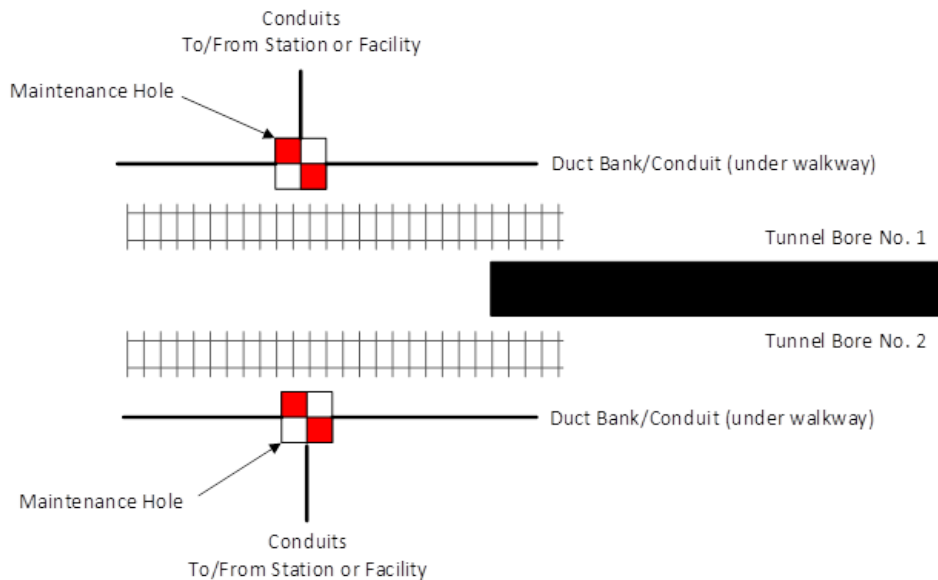 Conduits
To/From Station or Facility
Maintenance Hole
Duct Bank/Conduit (under walkway)
Tunnel Bore No. 1
Tunnel Bore No. 2
Duct Bank/Conduit (under walkway)
Maintenance Hole
Conduits
To/From Station or Facility